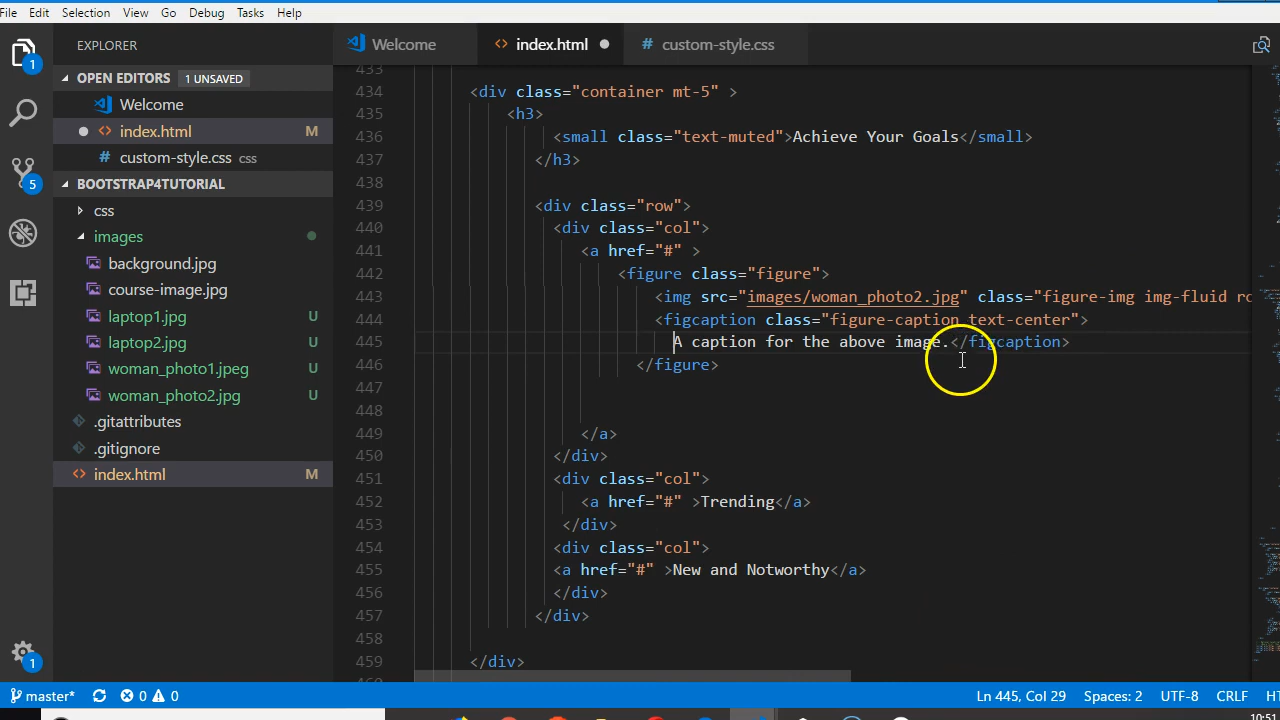 File Edit Selection View Go Debug Tasks Help
EXPLORER
OPEN EDITORS 1 UNSAVED
Welcome
index.html M
custom-style.css css
BOOTSTRAP4TUTORIAL
css
images
background.jpg
course-image.jpg
laptop1.jpg U
laptop2.jpg U
woman_photo1.jpeg U
woman_photo2.jpg U
.gitattributes
.gitignore
index.html M
1
5
1
Welcome index.html custom-style.css
433
434 <div class="container mt-5" >
435 <h3>
436 <small class="text-muted">Achieve Your Goals</small>
437 </h3>
438
439 <div class="row">
440 <div class="col">
441 <a href="#" >
442 <figure class="figure">
443 <img src="images/woman_photo2.jpg" class="figure-img img-fluid ro
444 <figcaption class="figure-caption text-center">
445 A caption for the above image.</figcaption>
446 </figure>
447
448
449 </a>
450 </div>
451 <div class="col">
452 <a href="#" >Trending</a>
453 </div>
454 <div class="col">
455 <a href="#" >New and Notworthy</a>
456 </div>
457 </div>
458
459 </div>
master* 0 0 Ln 445, Col 29 Spaces: 2 UTF-8 CRLF HT
10:51